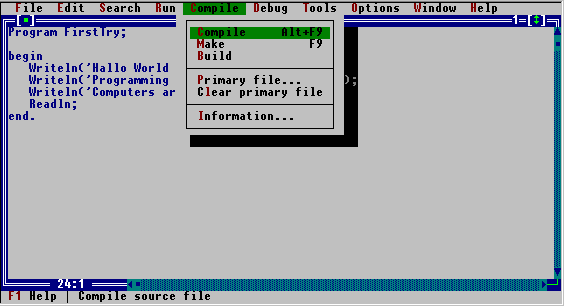 File Edit Search Run Compile Debug Tools Options Window Help
1=[↕]
Program FirstTry;
begin
Writeln('Hallo World
Writeln('Programming
Writeln('Computers ar
Readln;
end.
Compile Alt+F9
Make F9
Build
Primary file...
Clear primary file
Information...
);
24:1
F1 Help | Compile source file